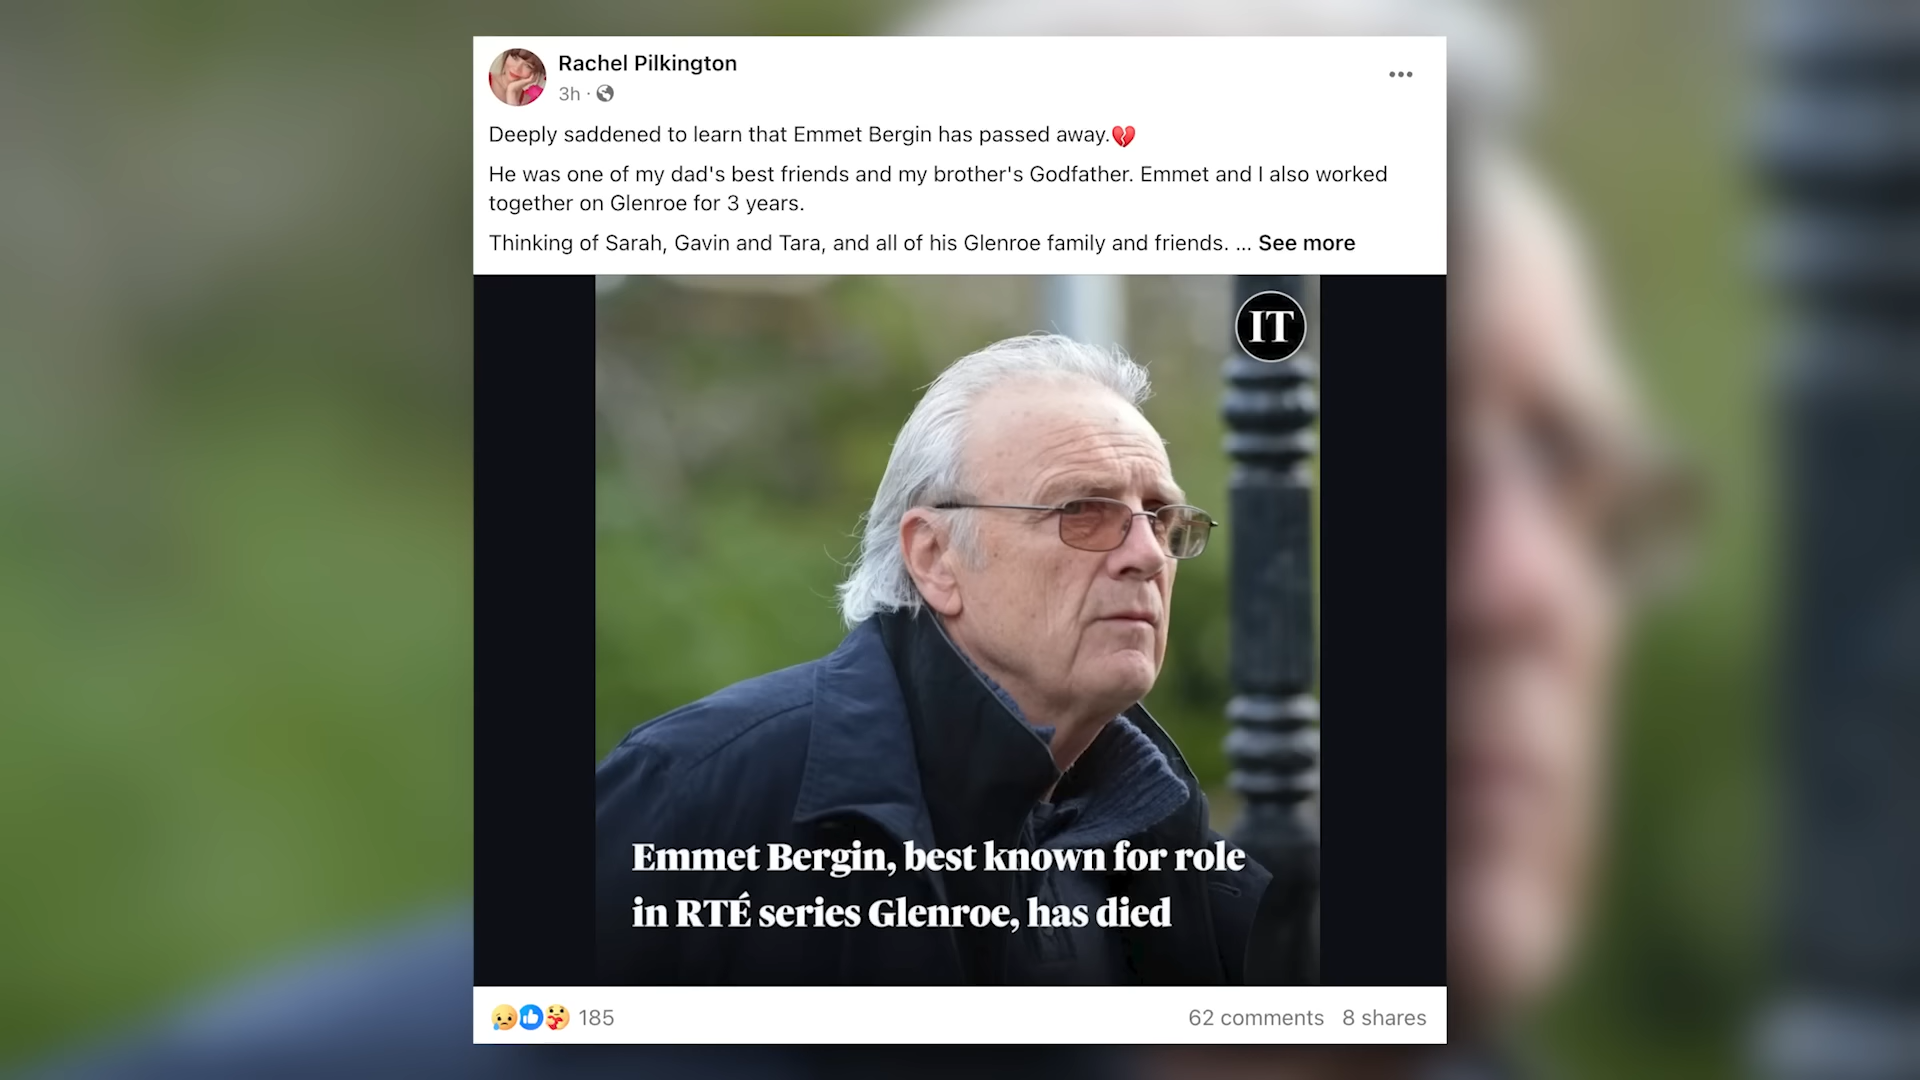 Rachel Pilkington
3h ·
Deeply saddened to learn that Emmet Bergin has passed away.💔
He was one of my dad's best friends and my brother's Godfather. Emmet and I also worked
together on Glenroe for 3 years.
Thinking of Sarah, Gavin and Tara, and all of his Glenroe family and friends. ... See more
IT
Emmet Bergin, best known for role
in RTÉ series Glenroe, has died
185
62 comments 8 shares